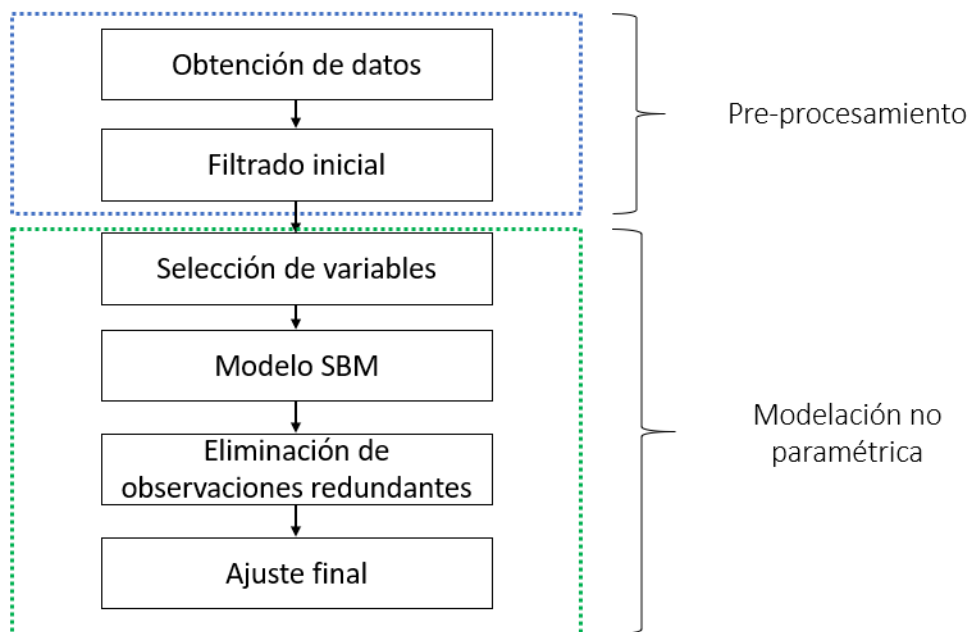 Obtención de datos
Filtrado inicial
Pre-procesamiento
Selección de variables
Modelo SBM
Eliminación de
observaciones redundantes
Ajuste final
Modelación no
paramétrica